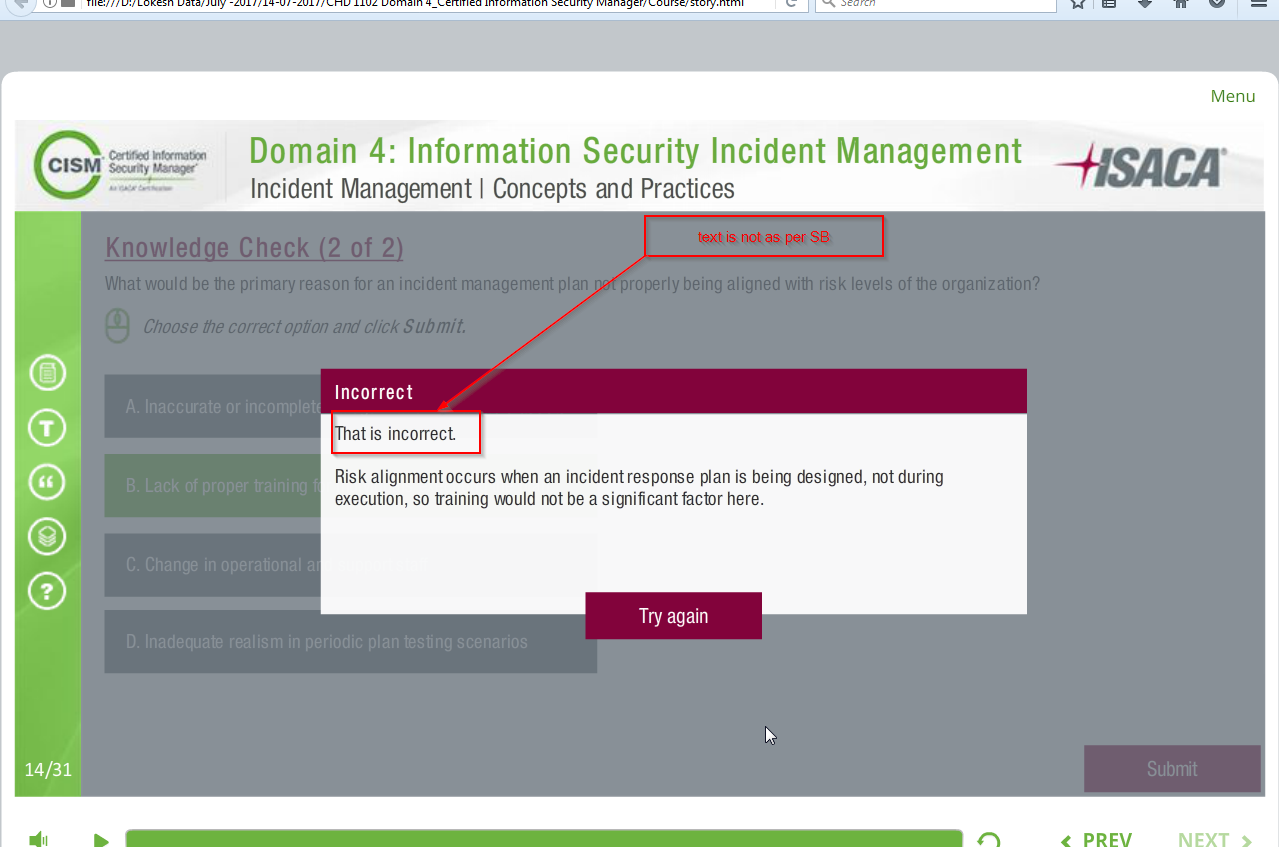 file:///D:/Lokesh Data/July -2017/14-07-2017/CHD 1102 Domain 4_Certified Information Security Manager/Course/story.html
Search
Menu
CISM
Certified Information
Security Manager®
An ISACA® Certification
Domain 4: Information Security Incident Management
Incident Management | Concepts and Practices
ISACA®
text is not as per SB
Knowledge Check (2 of 2)
What would be the primary reason for an incident management plan not properly being aligned with risk levels of the organization?
Choose the correct option and click Submit.
Incorrect
A. Inaccurate or incomplete
That is incorrect.
B. Lack of proper training
Risk alignment occurs when an incident response plan is being designed, not during
execution, so training would not be a significant factor here.
C. Change in operational
Try again
D. Inadequate realism in periodic plan testing scenarios
14/31
Submit
PREV
NEXT